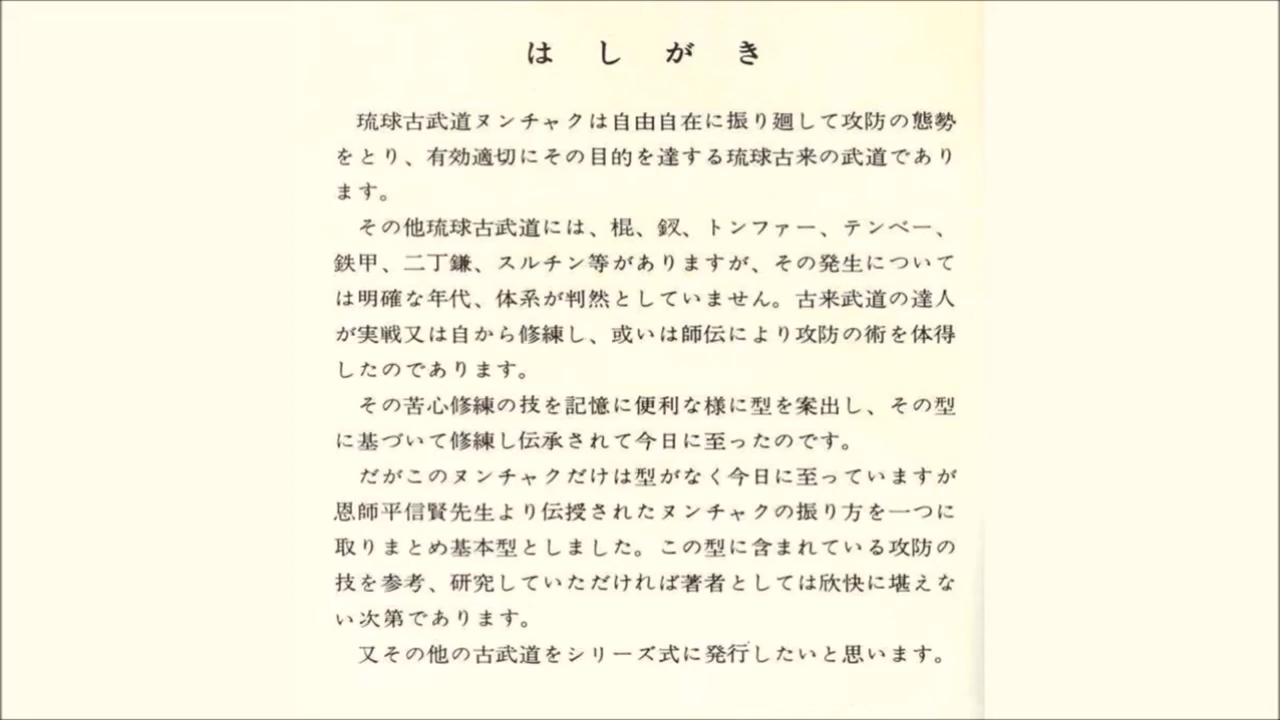 はしがき
琉球古武道ヌンチャクは自由自在に振り廻して攻防の態勢
をとり、有効適切にその目的を達する琉球古来の武道であり
ます。
その他琉球古武道には、棍、釵、トンファー、テンベー、
鉄甲、二丁鎌、スルチン等がありますが、その発生について
は明確な年代、体系が判然としていません。古来武道の達人
が実戦又は自から修練し、或いは師伝により攻防の術を体得
したのであります。
その苦心修練の技を記憶に便利な様に型を案出し、その型
に基づいて修練し伝承されて今日に至ったのです。
だがこのヌンチャクだけは型がなく今日に至っていますが
恩師平信賢先生より伝授されたヌンチャクの振り方を一つに
取りまとめ基本型としました。この型に含まれている攻防の
技を参考、研究していただければ著者としては欣快に堪えな
い次第であります。
又その他の古武道をシリーズ式に発行したいと思います。